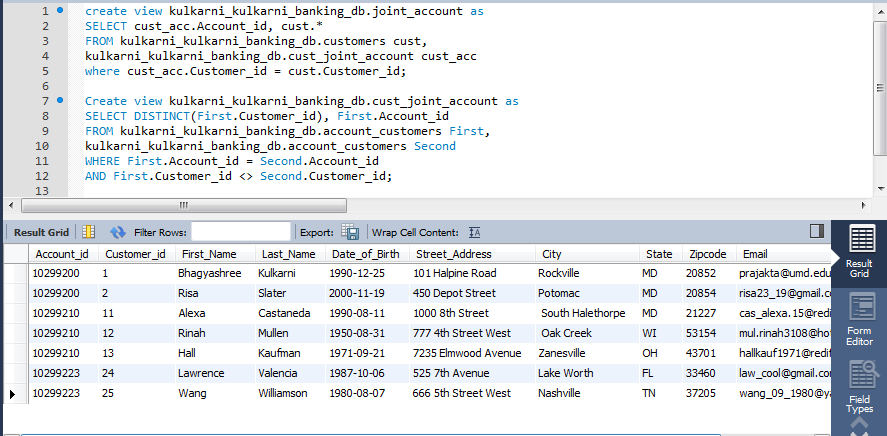 1 create view kulkarni_kulkarni_banking_db.joint_account as
2 SELECT cust_acc.Account_id, cust.*
3 FROM kulkarni_kulkarni_banking_db.customers cust,
4 kulkarni_kulkarni_banking_db.cust_joint_account cust_acc
5 where cust_acc.Customer_id = cust.Customer_id;
6
7 Create view kulkarni_kulkarni_banking_db.cust_joint_account as
8 SELECT DISTINCT(First.Customer_id), First.Account_id
9 FROM kulkarni_kulkarni_banking_db.account_customers First,
10 kulkarni_kulkarni_banking_db.account_customers Second
11 WHERE First.Account_id = Second.Account_id
12 AND First.Customer_id <> Second.Customer_id;
13
Result Grid Filter Rows: Export: Wrap Cell Content:
Account_id Customer_id First_Name Last_Name Date_of_Birth Street_Address City State Zipcode Email
10299200 1 Bhagyashree Kulkarni 1990-12-25 101 Halpine Road Rockville MD 20852 prajakta@umd.edu
10299200 2 Risa Slater 2000-11-19 450 Depot Street Potomac MD 20854 risa23_19@gmail.c
10299210 11 Alexa Castaneda 1990-08-11 1000 8th Street South Halethorpe MD 21227 cas_alexa.15@redi
10299210 12 Rinah Mullen 1950-08-31 777 4th Street West Oak Creek WI 53154 mul.rinah3108@ho
10299210 13 Hall Kaufman 1971-09-21 7235 Elmwood Avenue Zanesville OH 43701 hallkauf1971@redif
10299223 24 Lawrence Valencia 1987-10-06 525 7th Avenue Lake Worth FL 33460 law_cool@gmail.co
10299223 25 Wang Williamson 1980-08-07 666 5th Street West Nashville TN 37205 wang_09_1980@y
Result
Grid
Form
Editor
Field
Types